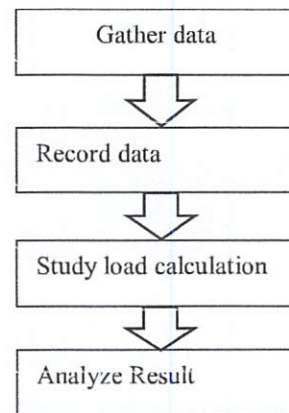 Gather data
Record data
Study load calculation
Analyze Result